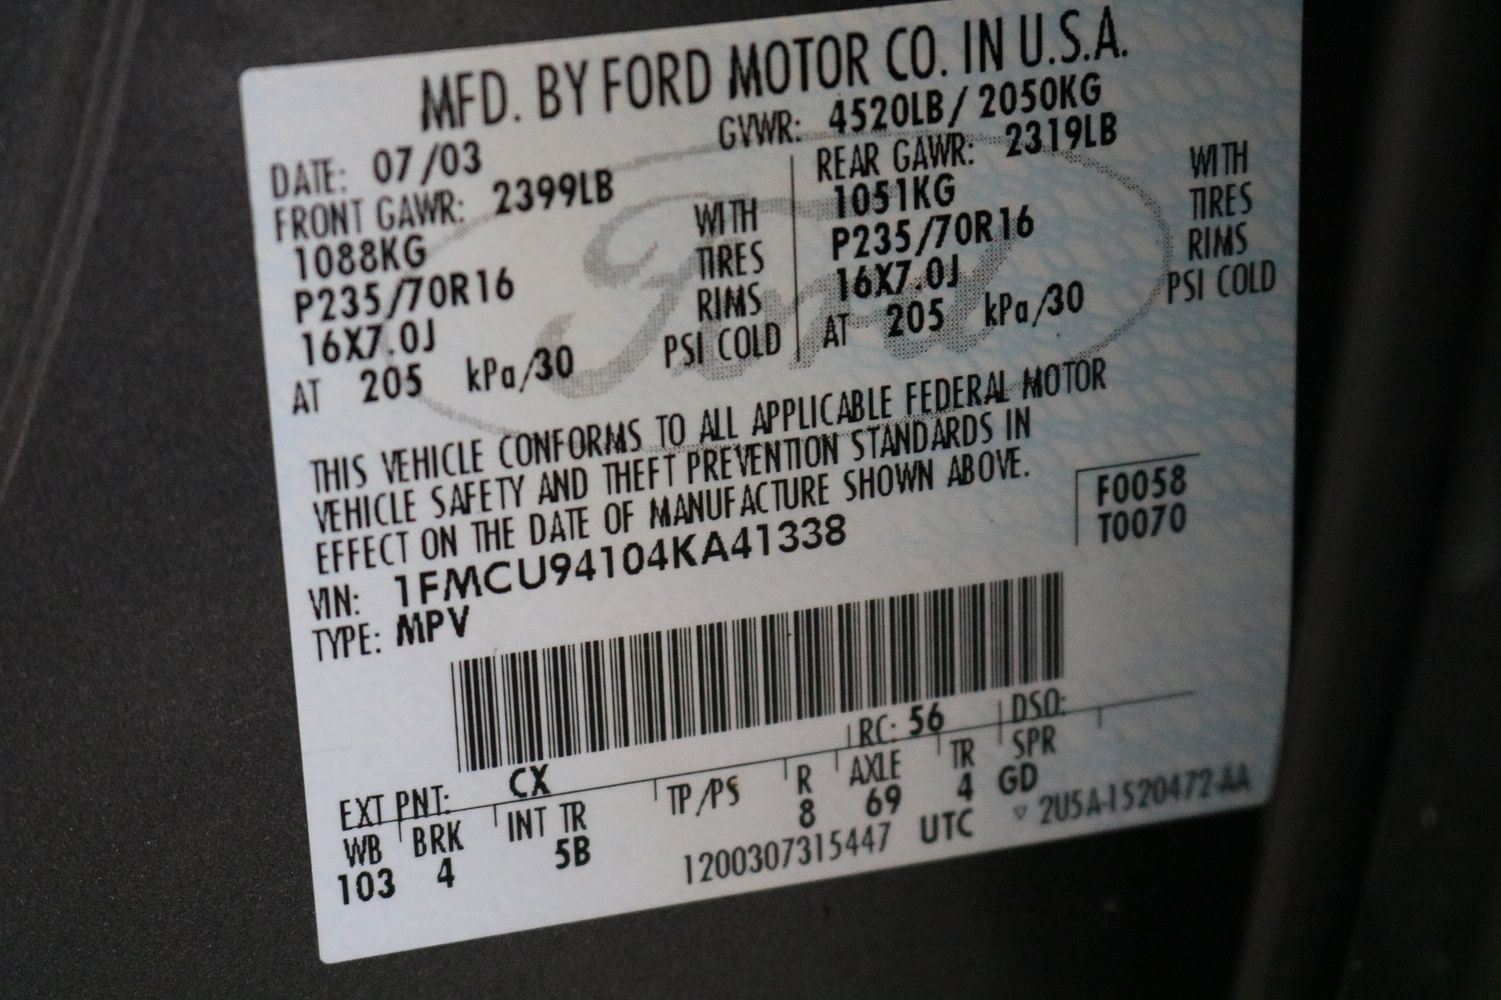 MFD. BY FORD MOTOR CO. IN U.S.A.
DATE: 07/03 GVWR: 4520LB/ 2050KG
FRONT GAWR: 2399LB REAR GAWR: 2319LB
1088KG WITH 1051KG WITH
P235/70R16 TIRES P235/70R16 TIRES
16X7.0J RIMS 16X7.0J RIMS
AT 205 kPa/30 PSI COLD AT 205 kPa/30 PSI COLD
Ford
THIS VEHICLE CONFORMS TO ALL APPLICABLE FEDERAL MOTOR
VEHICLE SAFETY AND THEFT PREVENTION STANDARDS IN
EFFECT ON THE DATE OF MANUFACTURE SHOWN ABOVE.
F0058
T0070
VIN: 1FMCU94104KA41338
TYPE: MPV
EXT PNT: CX RC: 56 DSO:
WB BRK INT TR TP/PS R AXLE TR SPR
103 4 5B 8 69 4 GD
1200307315447 UTC ▽ 2U5A-1520472-AA